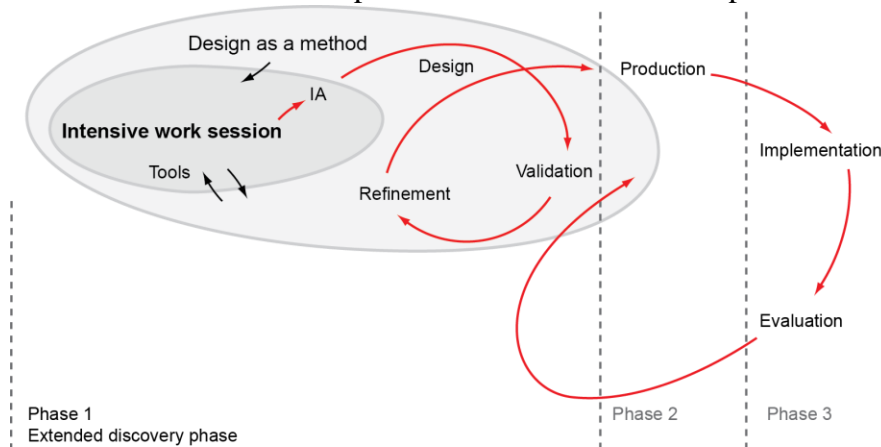 Design as a method
Design
Production
IA
Intensive work session
Implementation
Tools
Validation
Refinement
Evaluation
Phase 1
Extended discovery phase
Phase 2
Phase 3